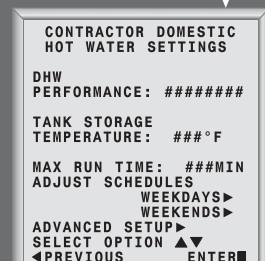 CONTRACTOR DOMESTIC
HOT WATER SETTINGS
DHW
PERFORMANCE: ########
TANK STORAGE
TEMPERATURE: ###°F
MAX RUN TIME: ###MIN
ADJUST SCHEDULES
WEEKDAYS►
WEEKENDS►
ADVANCED SETUP►
SELECT OPTION ▲▼
◄PREVIOUS ENTER■